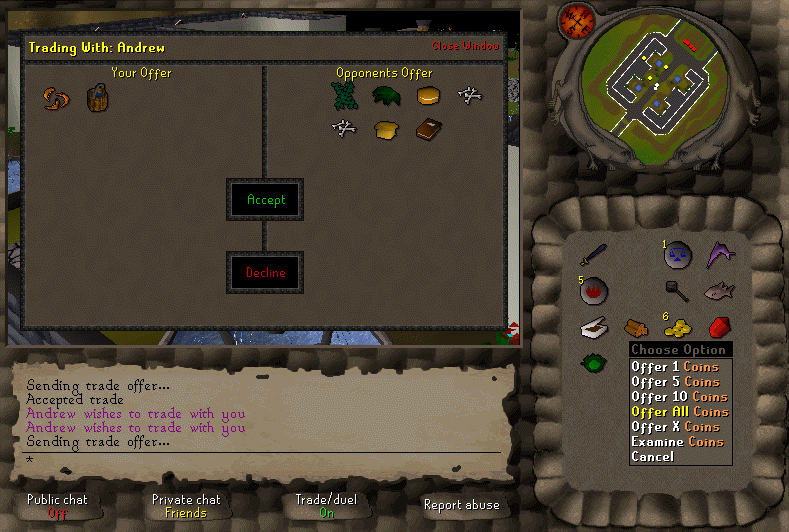 Trading With: Andrew
Close Window
Your Offer
Opponents Offer
Accept
Decline
1
5
6
Choose Option
Offer 1 Coins
Offer 5 Coins
Offer 10 Coins
Offer All Coins
Offer X Coins
Examine Coins
Cancel
Sending trade offer...
Accepted trade
Andrew wishes to trade with you
Andrew wishes to trade with you
Sending trade offer...
*
Public chat
Off
Private chat
Friends
Trade/duel
On
Report abuse